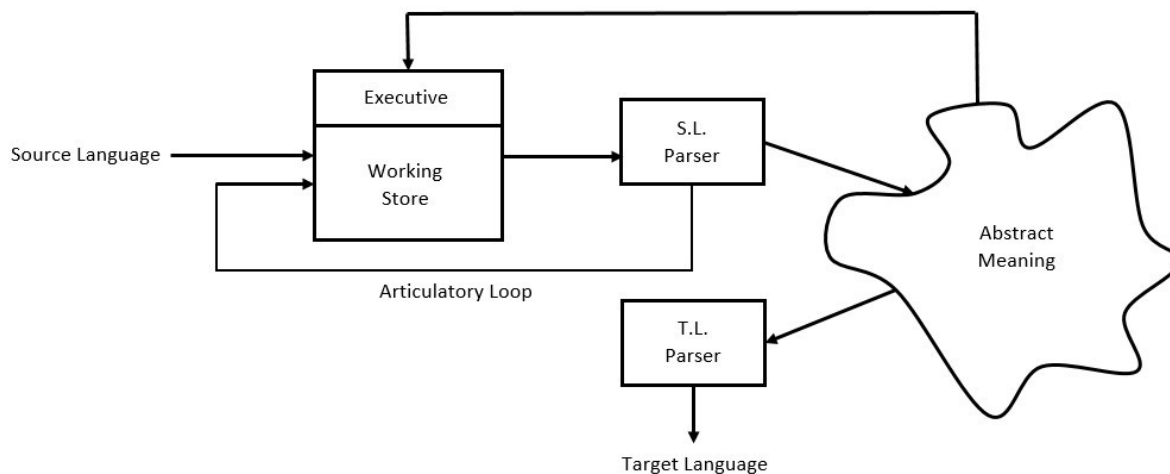 Executive
Source Language
Working
Store
S.L.
Parser
Abstract
Meaning
Articulatory Loop
T.L.
Parser
Target Language